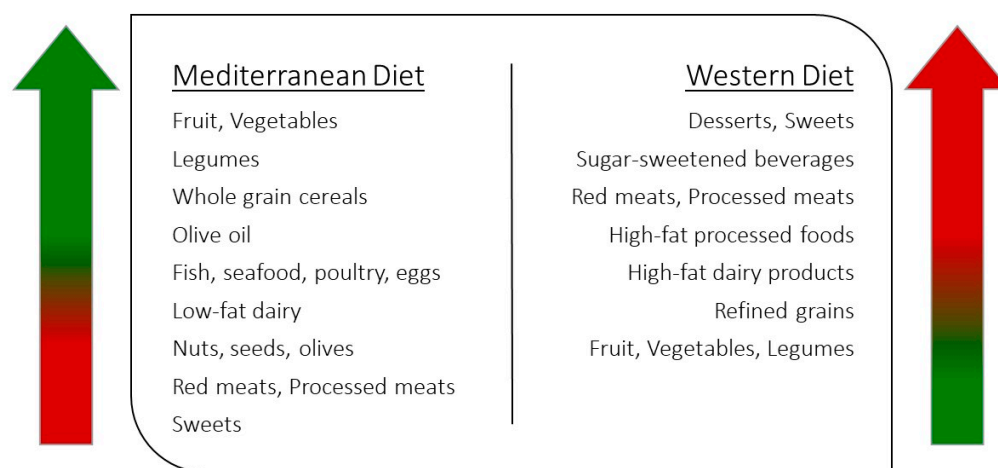 Mediterranean Diet
Fruit, Vegetables
Legumes
Whole grain cereals
Olive oil
Fish, seafood, poultry, eggs
Low-fat dairy
Nuts, seeds, olives
Red meats, Processed meats
Sweets
Western Diet
Desserts, Sweets
Sugar-sweetened beverages
Red meats, Processed meats
High-fat processed foods
High-fat dairy products
Refined grains
Fruit, Vegetables, Legumes